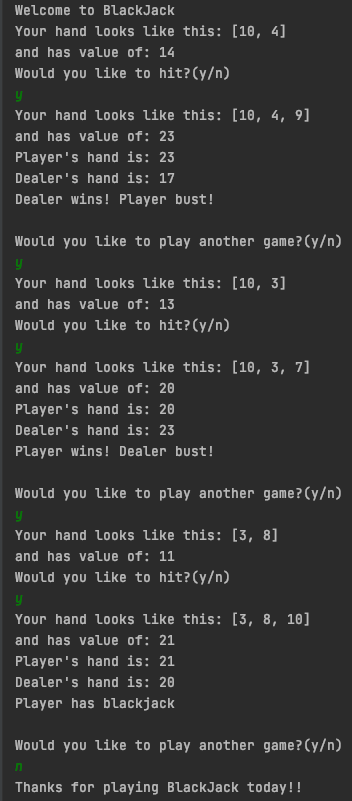 Welcome to BlackJack
Your hand looks like this: [10, 4]
and has value of: 14
Would you like to hit?(y/n)
y
Your hand looks like this: [10, 4, 9]
and has value of: 23
Player's hand is: 23
Dealer's hand is: 17
Dealer wins! Player bust!
Would you like to play another game?(y/n)
y
Your hand looks like this: [10, 3]
and has value of: 13
Would you like to hit?(y/n)
y
Your hand looks like this: [10, 3, 7]
and has value of: 20
Player's hand is: 20
Dealer's hand is: 23
Player wins! Dealer bust!
Would you like to play another game?(y/n)
y
Your hand looks like this: [3, 8]
and has value of: 11
Would you like to hit?(y/n)
y
Your hand looks like this: [3, 8, 10]
and has value of: 21
Player's hand is: 21
Dealer's hand is: 20
Player has blackjack
Would you like to play another game?(y/n)
n
Thanks for playing BlackJack today!!